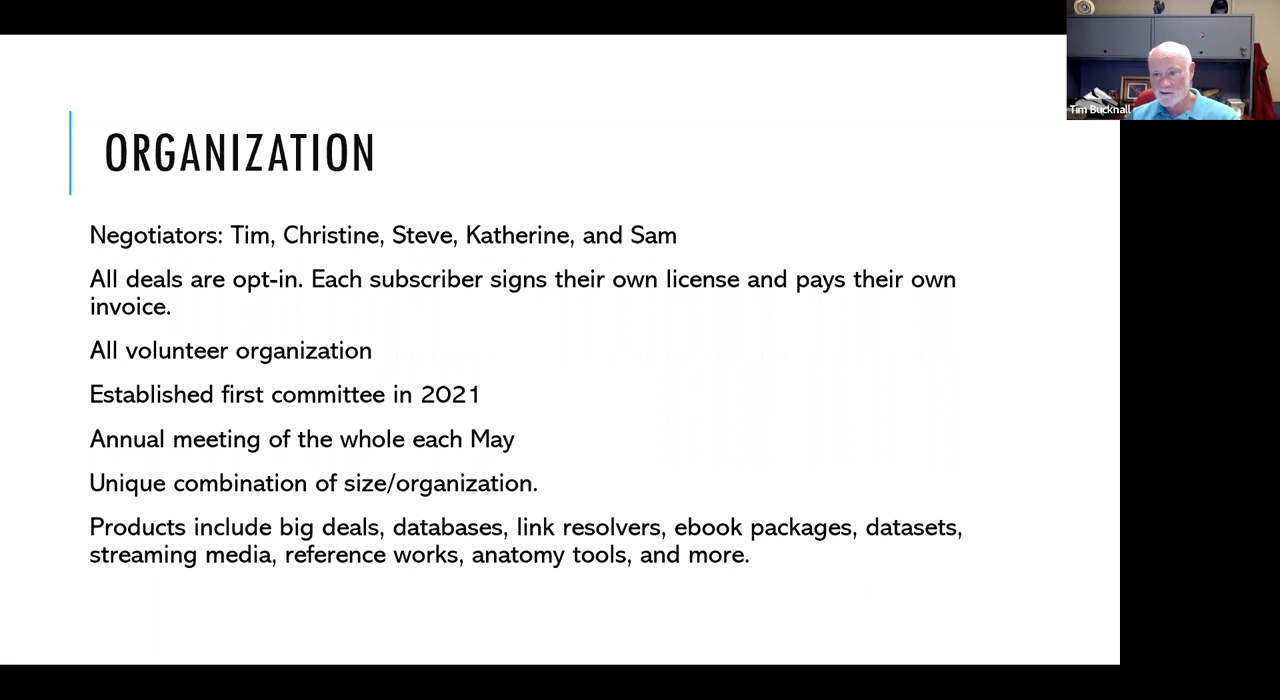 Tim Bucknall
ORGANIZATION
Negotiators: Tim, Christine, Steve, Katherine, and Sam
All deals are opt-in. Each subscriber signs their own license and pays their own
invoice.
All volunteer organization
Established first committee in 2021
Annual meeting of the whole each May
Unique combination of size/organization.
Products include big deals, databases, link resolvers, ebook packages, datasets,
streaming media, reference works, anatomy tools, and more.